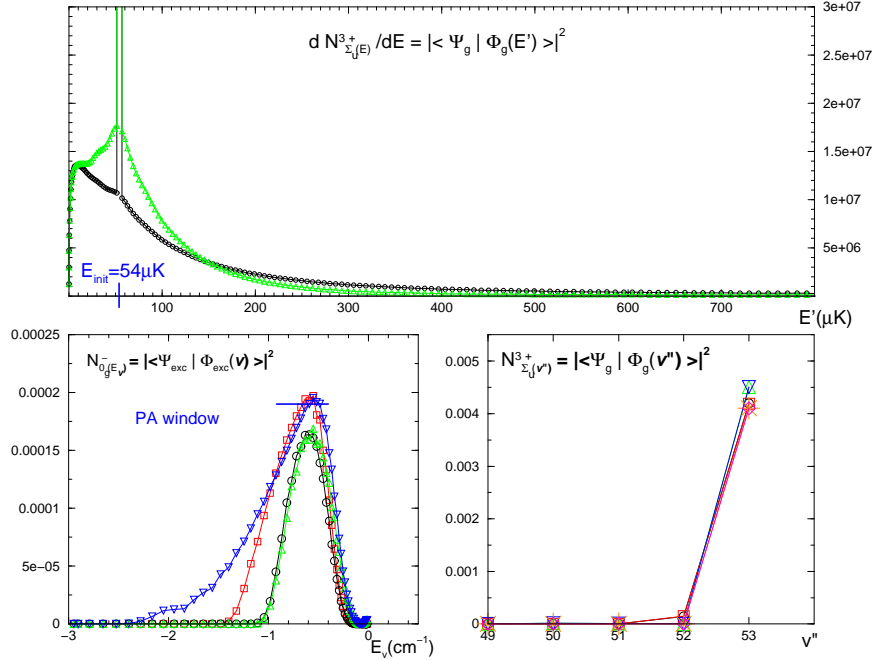 3e+07
2.5e+07
2e+07
1.5e+07
1e+07
5e+06
d N³Σᵤ⁺(E) /dE = |< Ψg | Φg(E') >|²
E_init=54μK
100 200 300 400 500 600 700
E'(μK)
0.00025
0.0002
0.00015
0.0001
5e−05
0
N0g⁻(Ev) = |<Ψexc | Φexc(v) >|²
PA window
−3 −2 −1 0
Ev(cm⁻¹)
0.005
0.004
0.003
0.002
0.001
0.000
N³Σᵤ⁺(v") = |<Ψg | Φg(v") >|²
49 50 51 52 53
v"